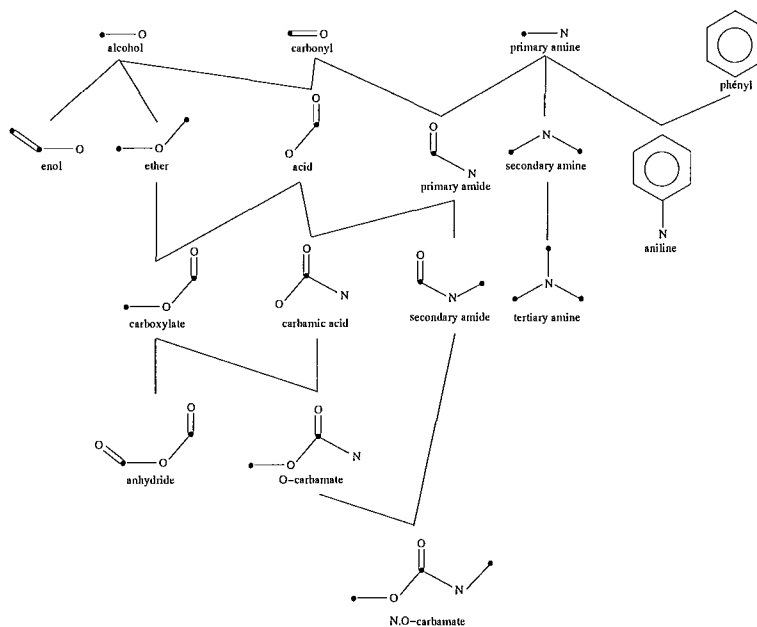 O
alcohol
O
carbonyl
N
primary amine
phényl
O
enol
O
ether
O
O
acid
O
N
primary amide
N
secondary amine
N
aniline
O
O
carboxylate
O
O
N
carbamic acid
O
N
secondary amide
N
tertiary amine
O
O
O
anhydride
O
O
N
O−carbamate
O
O
N
N,O−carbamate